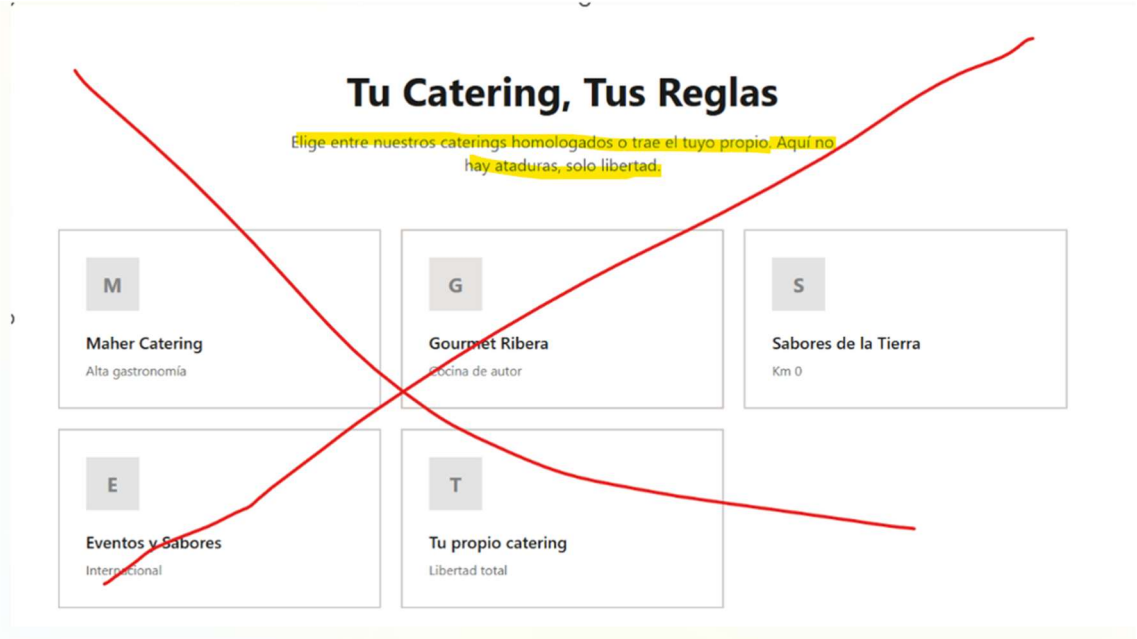 Tu Catering, Tus Reglas
Elige entre nuestros caterings homologados o trae el tuyo propio. Aquí no
hay ataduras, solo libertad.
M
G
S
Maher Catering
Gourmet Ribera
Sabores de la Tierra
Alta gastronomía
Cocina de autor
Km 0
E
T
Eventos y Sabores
Tu propio catering
Internacional
Libertad total